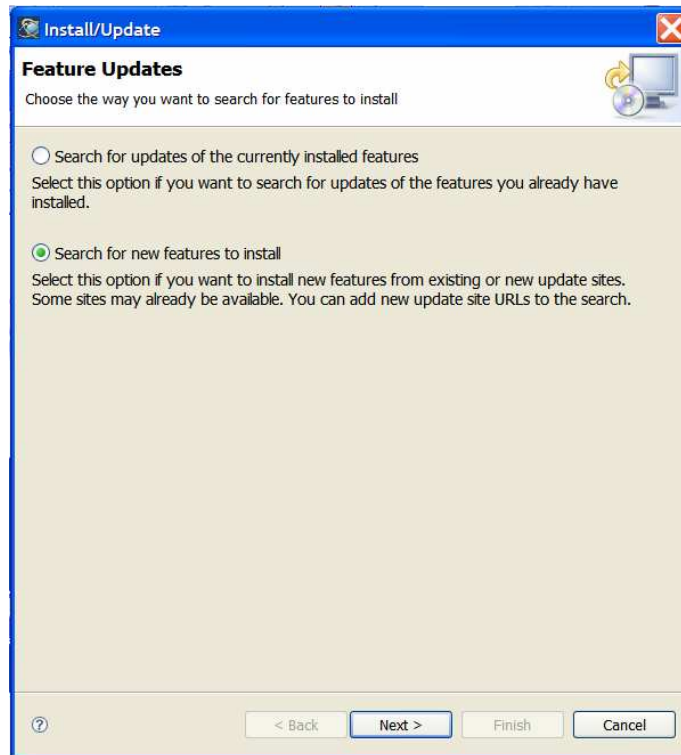 Install/Update
Feature Updates
Choose the way you want to search for features to install
Search for updates of the currently installed features
Select this option if you want to search for updates of the features you already have
installed.
Search for new features to install
Select this option if you want to install new features from existing or new update sites.
Some sites may already be available. You can add new update site URLs to the search.
?
< Back
Next >
Finish
Cancel